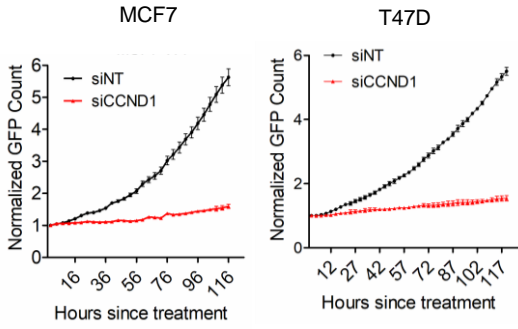 MCF7
Normalized GFP Count
6
5
4
3
2
1
0
siNT
siCCND1
16
36
56
76
96
116
Hours since treatment
T47D
Normalized GFP Count
6
4
2
0
siNT
siCCND1
12
27
42
57
72
87
102
117
Hours since treatment